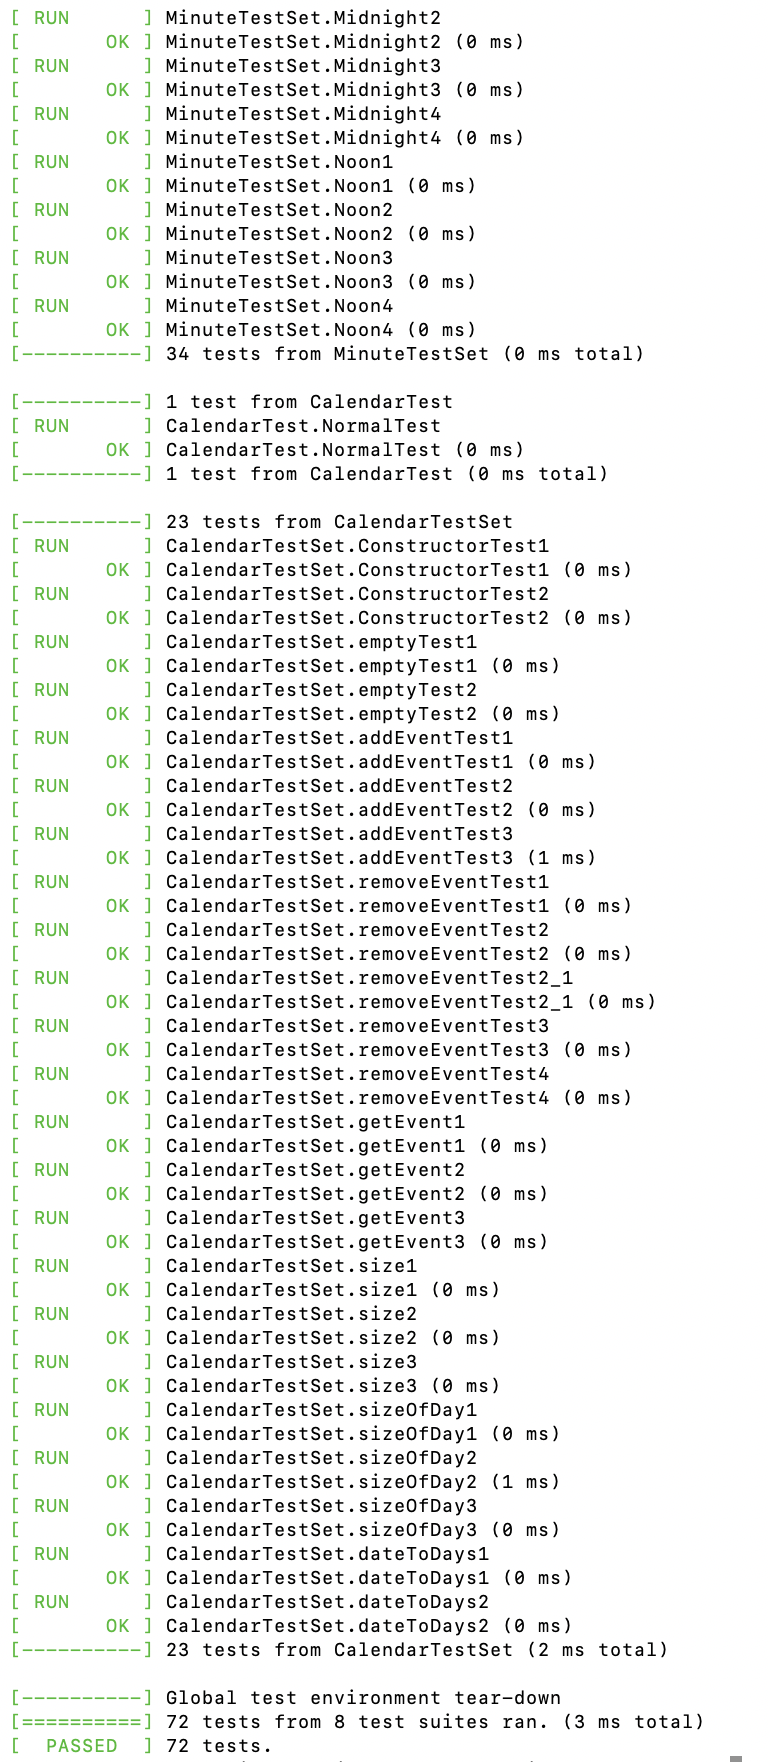 [ RUN      ] MinuteTestSet.Midnight2
[       OK ] MinuteTestSet.Midnight2 (0 ms)
[ RUN      ] MinuteTestSet.Midnight3
[       OK ] MinuteTestSet.Midnight3 (0 ms)
[ RUN      ] MinuteTestSet.Midnight4
[       OK ] MinuteTestSet.Midnight4 (0 ms)
[ RUN      ] MinuteTestSet.Noon1
[       OK ] MinuteTestSet.Noon1 (0 ms)
[ RUN      ] MinuteTestSet.Noon2
[       OK ] MinuteTestSet.Noon2 (0 ms)
[ RUN      ] MinuteTestSet.Noon3
[       OK ] MinuteTestSet.Noon3 (0 ms)
[ RUN      ] MinuteTestSet.Noon4
[       OK ] MinuteTestSet.Noon4 (0 ms)
[----------] 34 tests from MinuteTestSet (0 ms total)

[----------] 1 test from CalendarTest
[ RUN      ] CalendarTest.NormalTest
[       OK ] CalendarTest.NormalTest (0 ms)
[----------] 1 test from CalendarTest (0 ms total)

[----------] 23 tests from CalendarTestSet
[ RUN      ] CalendarTestSet.ConstructorTest1
[       OK ] CalendarTestSet.ConstructorTest1 (0 ms)
[ RUN      ] CalendarTestSet.ConstructorTest2
[       OK ] CalendarTestSet.ConstructorTest2 (0 ms)
[ RUN      ] CalendarTestSet.emptyTest1
[       OK ] CalendarTestSet.emptyTest1 (0 ms)
[ RUN      ] CalendarTestSet.emptyTest2
[       OK ] CalendarTestSet.emptyTest2 (0 ms)
[ RUN      ] CalendarTestSet.addEventTest1
[       OK ] CalendarTestSet.addEventTest1 (0 ms)
[ RUN      ] CalendarTestSet.addEventTest2
[       OK ] CalendarTestSet.addEventTest2 (0 ms)
[ RUN      ] CalendarTestSet.addEventTest3
[       OK ] CalendarTestSet.addEventTest3 (1 ms)
[ RUN      ] CalendarTestSet.removeEventTest1
[       OK ] CalendarTestSet.removeEventTest1 (0 ms)
[ RUN      ] CalendarTestSet.removeEventTest2
[       OK ] CalendarTestSet.removeEventTest2 (0 ms)
[ RUN      ] CalendarTestSet.removeEventTest2_1
[       OK ] CalendarTestSet.removeEventTest2_1 (0 ms)
[ RUN      ] CalendarTestSet.removeEventTest3
[       OK ] CalendarTestSet.removeEventTest3 (0 ms)
[ RUN      ] CalendarTestSet.removeEventTest4
[       OK ] CalendarTestSet.removeEventTest4 (0 ms)
[ RUN      ] CalendarTestSet.getEvent1
[       OK ] CalendarTestSet.getEvent1 (0 ms)
[ RUN      ] CalendarTestSet.getEvent2
[       OK ] CalendarTestSet.getEvent2 (0 ms)
[ RUN      ] CalendarTestSet.getEvent3
[       OK ] CalendarTestSet.getEvent3 (0 ms)
[ RUN      ] CalendarTestSet.size1
[       OK ] CalendarTestSet.size1 (0 ms)
[ RUN      ] CalendarTestSet.size2
[       OK ] CalendarTestSet.size2 (0 ms)
[ RUN      ] CalendarTestSet.size3
[       OK ] CalendarTestSet.size3 (0 ms)
[ RUN      ] CalendarTestSet.sizeOfDay1
[       OK ] CalendarTestSet.sizeOfDay1 (0 ms)
[ RUN      ] CalendarTestSet.sizeOfDay2
[       OK ] CalendarTestSet.sizeOfDay2 (1 ms)
[ RUN      ] CalendarTestSet.sizeOfDay3
[       OK ] CalendarTestSet.sizeOfDay3 (0 ms)
[ RUN      ] CalendarTestSet.dateToDays1
[       OK ] CalendarTestSet.dateToDays1 (0 ms)
[ RUN      ] CalendarTestSet.dateToDays2
[       OK ] CalendarTestSet.dateToDays2 (0 ms)
[----------] 23 tests from CalendarTestSet (2 ms total)

[----------] Global test environment tear-down
[==========] 72 tests from 8 test suites ran. (3 ms total)
[  PASSED  ] 72 tests.